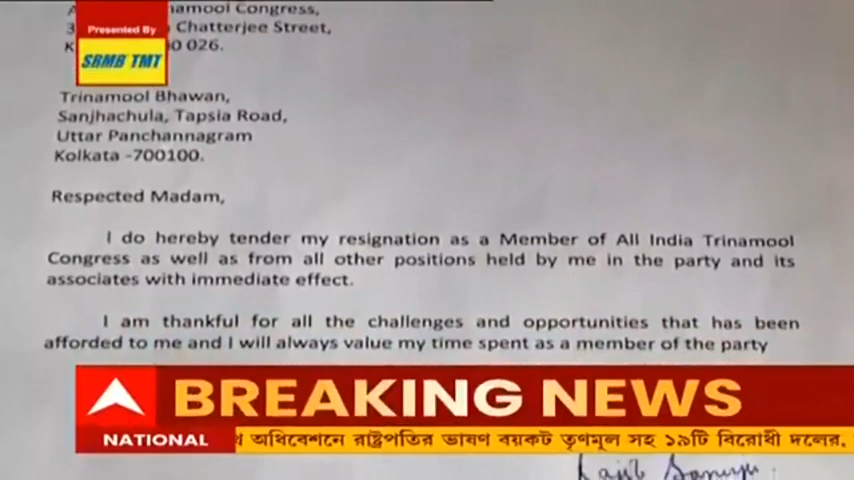 namool Congress,
Chatterjee Street,
026.
Presented By
SRMB TMT
Trinamool Bhawan,
Sanjhachula, Tapsia Road,
Uttar Panchannagram
Kolkata -700100.
Respected Madam,
I do hereby tender my resignation as a Member of All India Trinamool
Congress as well as from all other positions held by me in the party and its
associates with immediate effect.
I am thankful for all the challenges and opportunities that has been
afforded to me and I will always value my time spent as a member of the party
BREAKING NEWS
NATIONAL
অধিবেশনে রাষ্ট্রপতির ভাষণ বয়কট তৃণমূল সহ ১৯টি বিরোধী দলের.